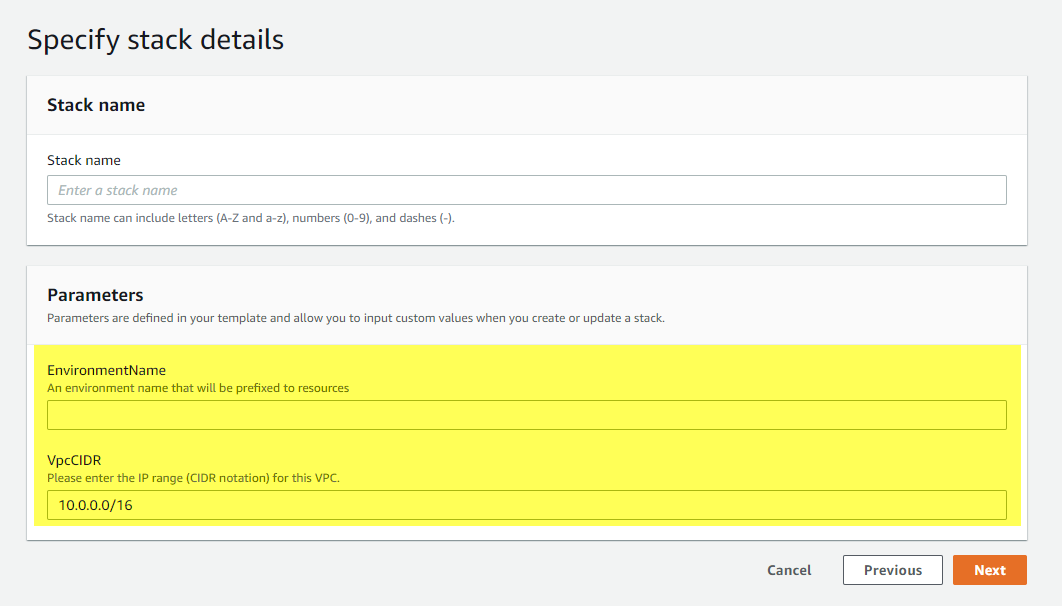 Specify stack details
Stack name
Stack name
Enter a stack name
Stack name can include letters (A-Z and a-z), numbers (0-9), and dashes (-).
Parameters
Parameters are defined in your template and allow you to input custom values when you create or update a stack.
EnvironmentName
An environment name that will be prefixed to resources
VpcCIDR
Please enter the IP range (CIDR notation) for this VPC.
10.0.0.0/16
Cancel Previous Next